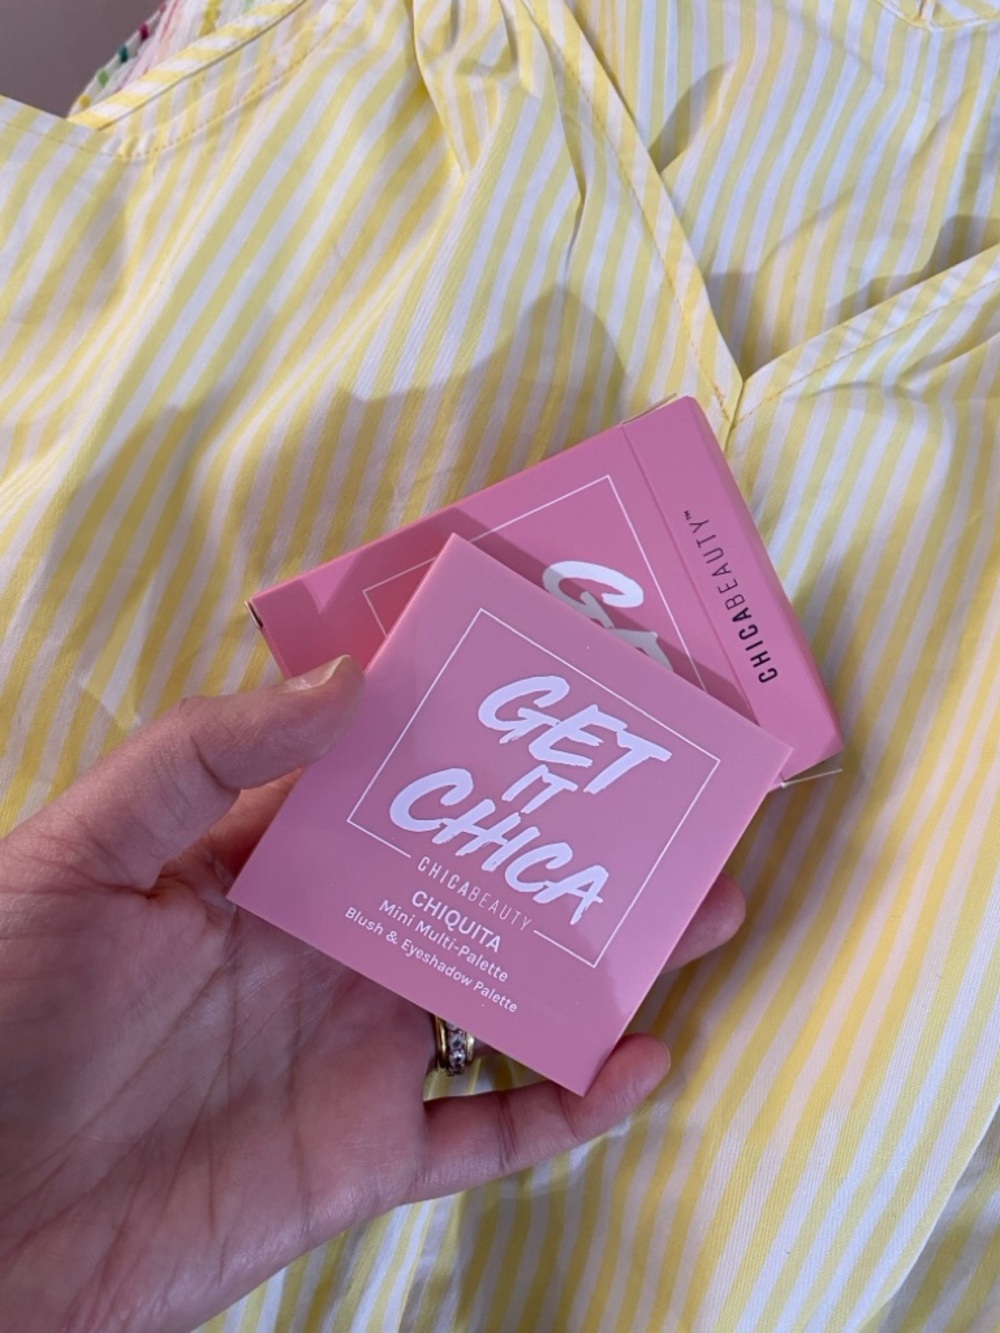 GET
IT
CHICA
CHICABEAUTY
CHIQUITA
Mini Multi-Palette
Blush & Eyeshadow Palette
CHICABEAUTY™